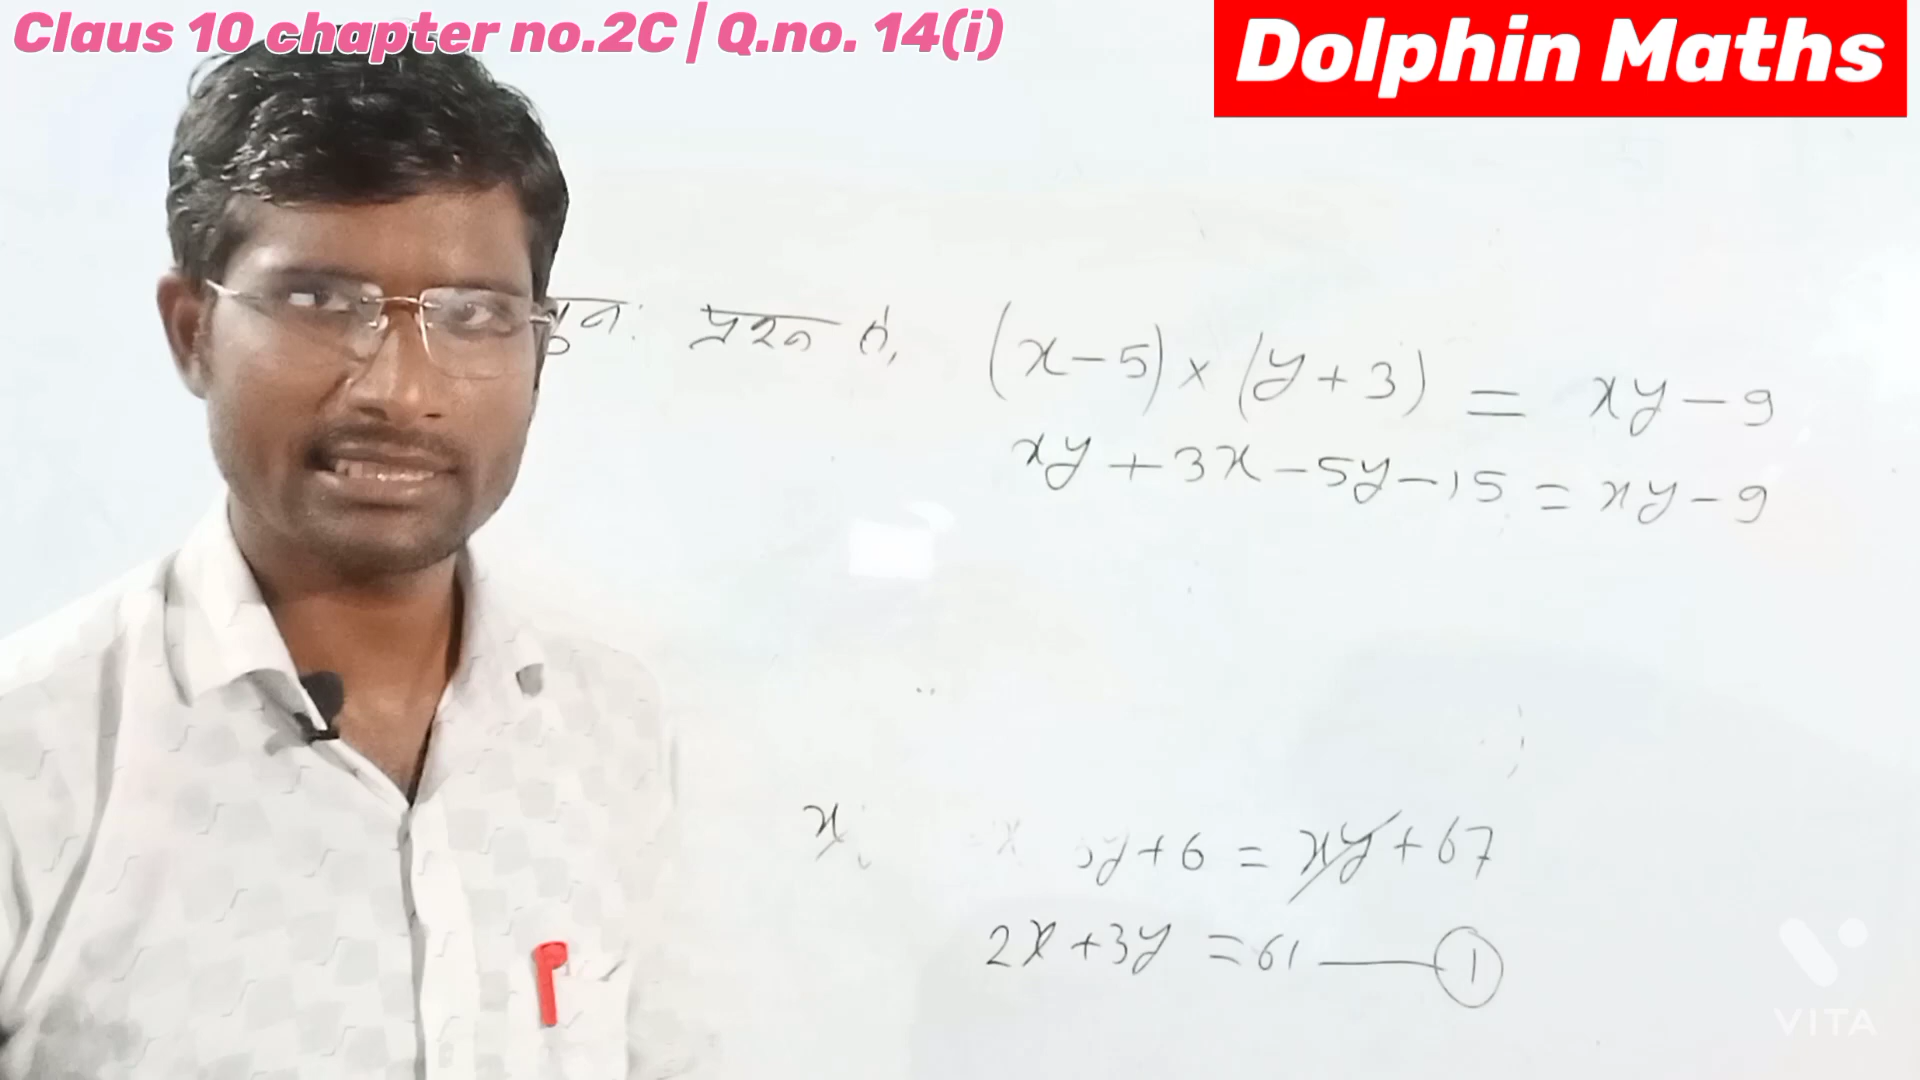 Claus 10 chapter no.2C | Q.no. 14(i)
Dolphin Maths
पुनः प्रश्न से, (x-5)×(y+3) = xy-9
xy+3x-5y-15 = xy-9
x
y+6 = xy+67
2x+3y = 61 — 1
VITA